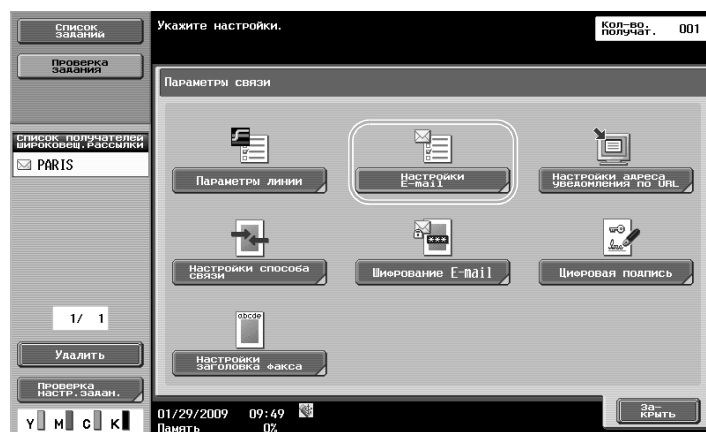 Список
заданий
Проверка
задания
Список получателей
широковещ.рассылки
PARIS
1/ 1
Удалить
Проверка
настр.задан.
Y M C K
Укажите настройки.
Кол-во.
получат. 001
Параметры связи
Параметры линии
Настройки
E-mail
Настройки адреса
уведомления по URL
Настройки способа
связи
Шифрование E-mail
Цифровая подпись
abcde
Настройки
заголовка факса
01/29/2009 09:49
Память 0%
За-
крыть